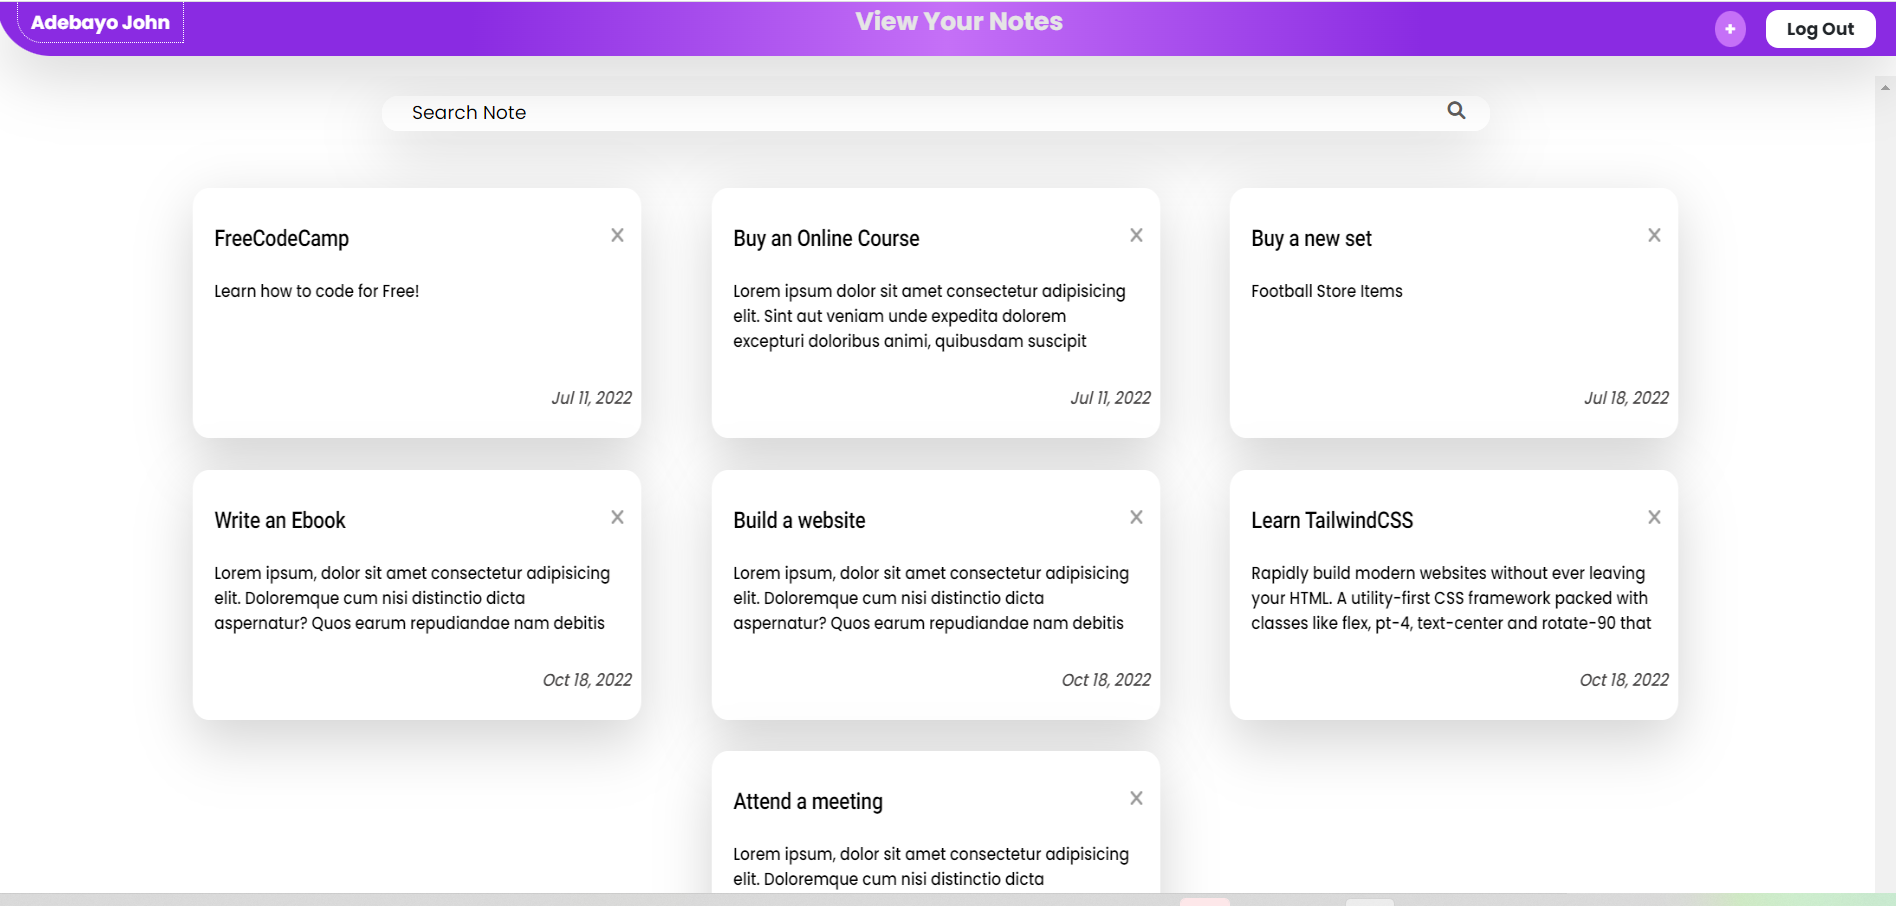 Adebayo John
View Your Notes
+
Log Out
Search Note
FreeCodeCamp
X
Learn how to code for Free!
Jul 11, 2022
Buy an Online Course
X
Lorem ipsum dolor sit amet consectetur adipisicing
elit. Sint aut veniam unde expedita dolorem
excepturi doloribus animi, quibusdam suscipit
Jul 11, 2022
Buy a new set
X
Football Store Items
Jul 18, 2022
Write an Ebook
X
Lorem ipsum, dolor sit amet consectetur adipisicing
elit. Doloremque cum nisi distinctio dicta
aspernatur? Quos earum repudiandae nam debitis
Oct 18, 2022
Build a website
X
Lorem ipsum, dolor sit amet consectetur adipisicing
elit. Doloremque cum nisi distinctio dicta
aspernatur? Quos earum repudiandae nam debitis
Oct 18, 2022
Learn TailwindCSS
X
Rapidly build modern websites without ever leaving
your HTML. A utility-first CSS framework packed with
classes like flex, pt-4, text-center and rotate-90 that
Oct 18, 2022
Attend a meeting
X
Lorem ipsum, dolor sit amet consectetur adipisicing
elit. Doloremque cum nisi distinctio dicta